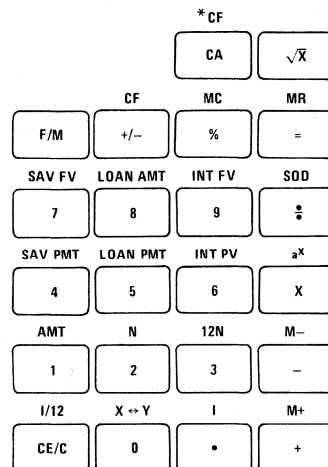 * CF
CA √X
CF MC MR
F/M +/− % =
SAV FV LOAN AMT INT FV SOD
7 8 9 ÷
SAV PMT LOAN PMT INT PV aˣ
4 5 6 X
AMT N 12N M−
1 2 3 −
I/12 X ↔ Y I M+
CE/C 0 • +